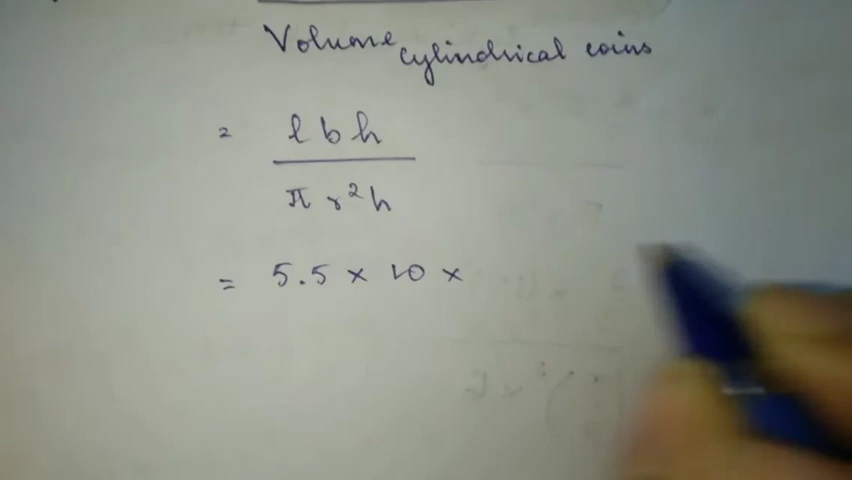 Volume cylindrical coins
= l b h
π r² h
= 5.5 × 10 ×